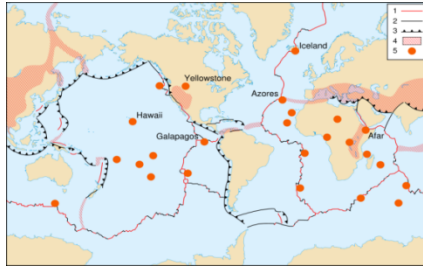 1
2
3
4
5
Iceland
Yellowstone
Azores
Hawaii
Galapagos
Afar